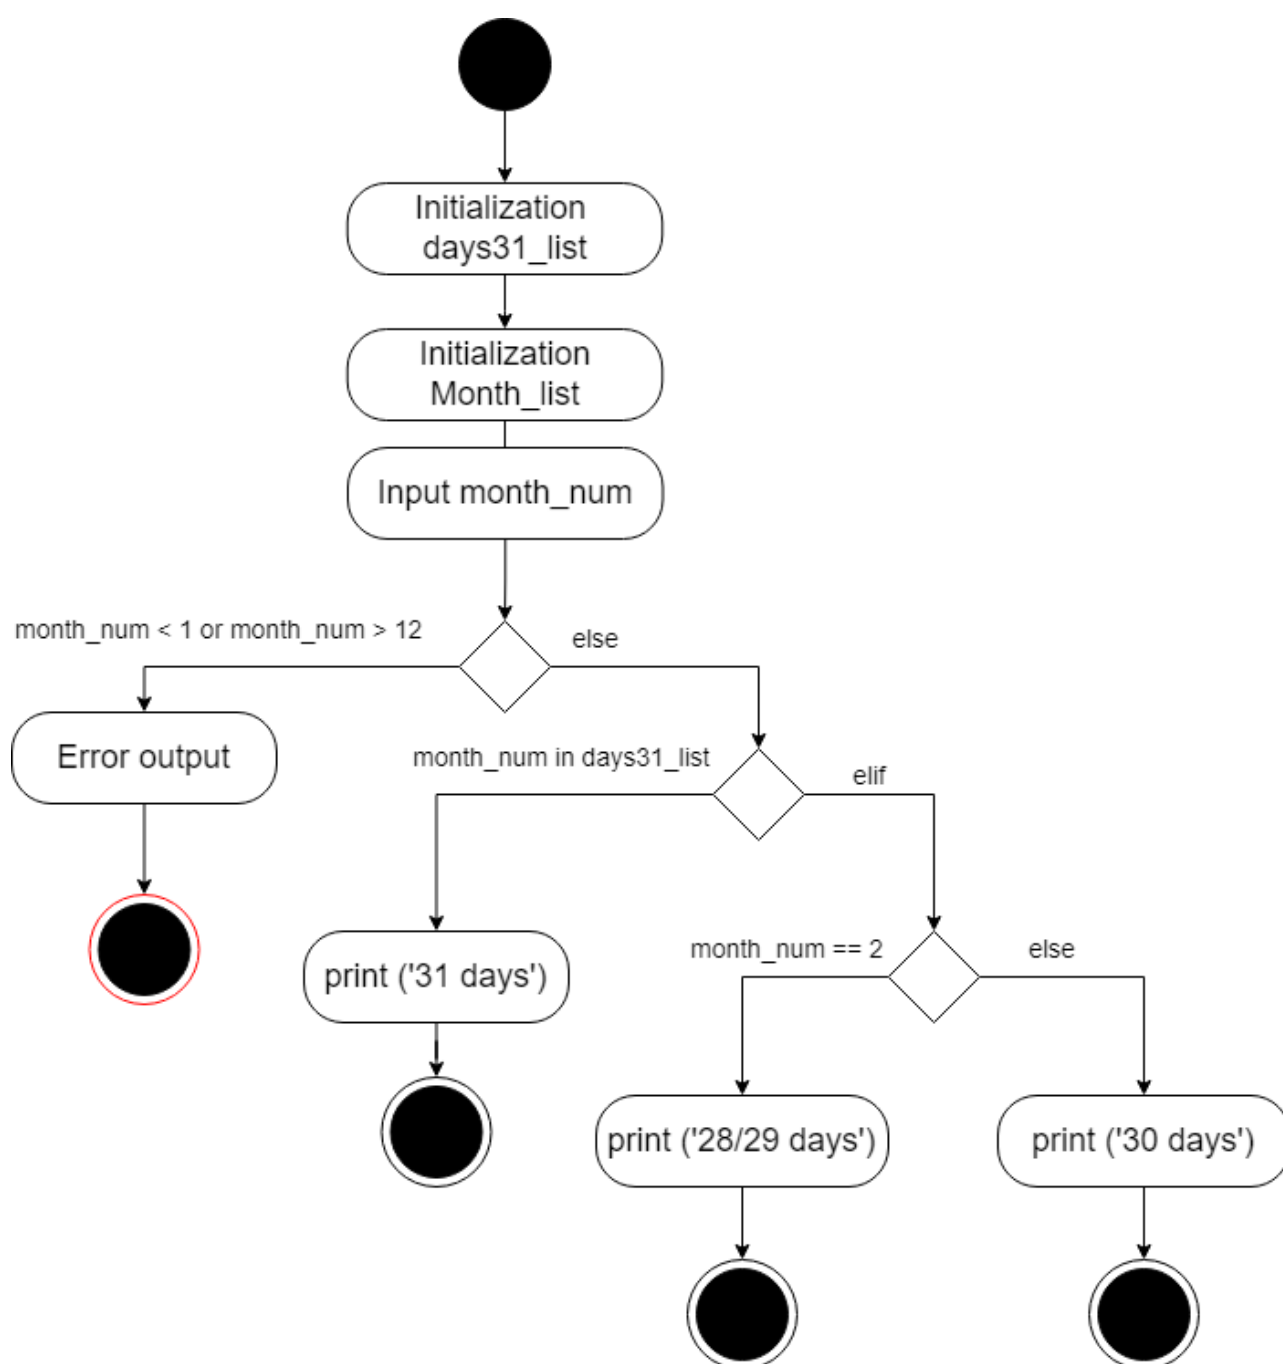 Initialization
days31_list
Initialization
Month_list
Input month_num
month_num < 1 or month_num > 12
else
Error output
month_num in days31_list
elif
print ('31 days')
month_num == 2
else
print ('28/29 days')
print ('30 days')